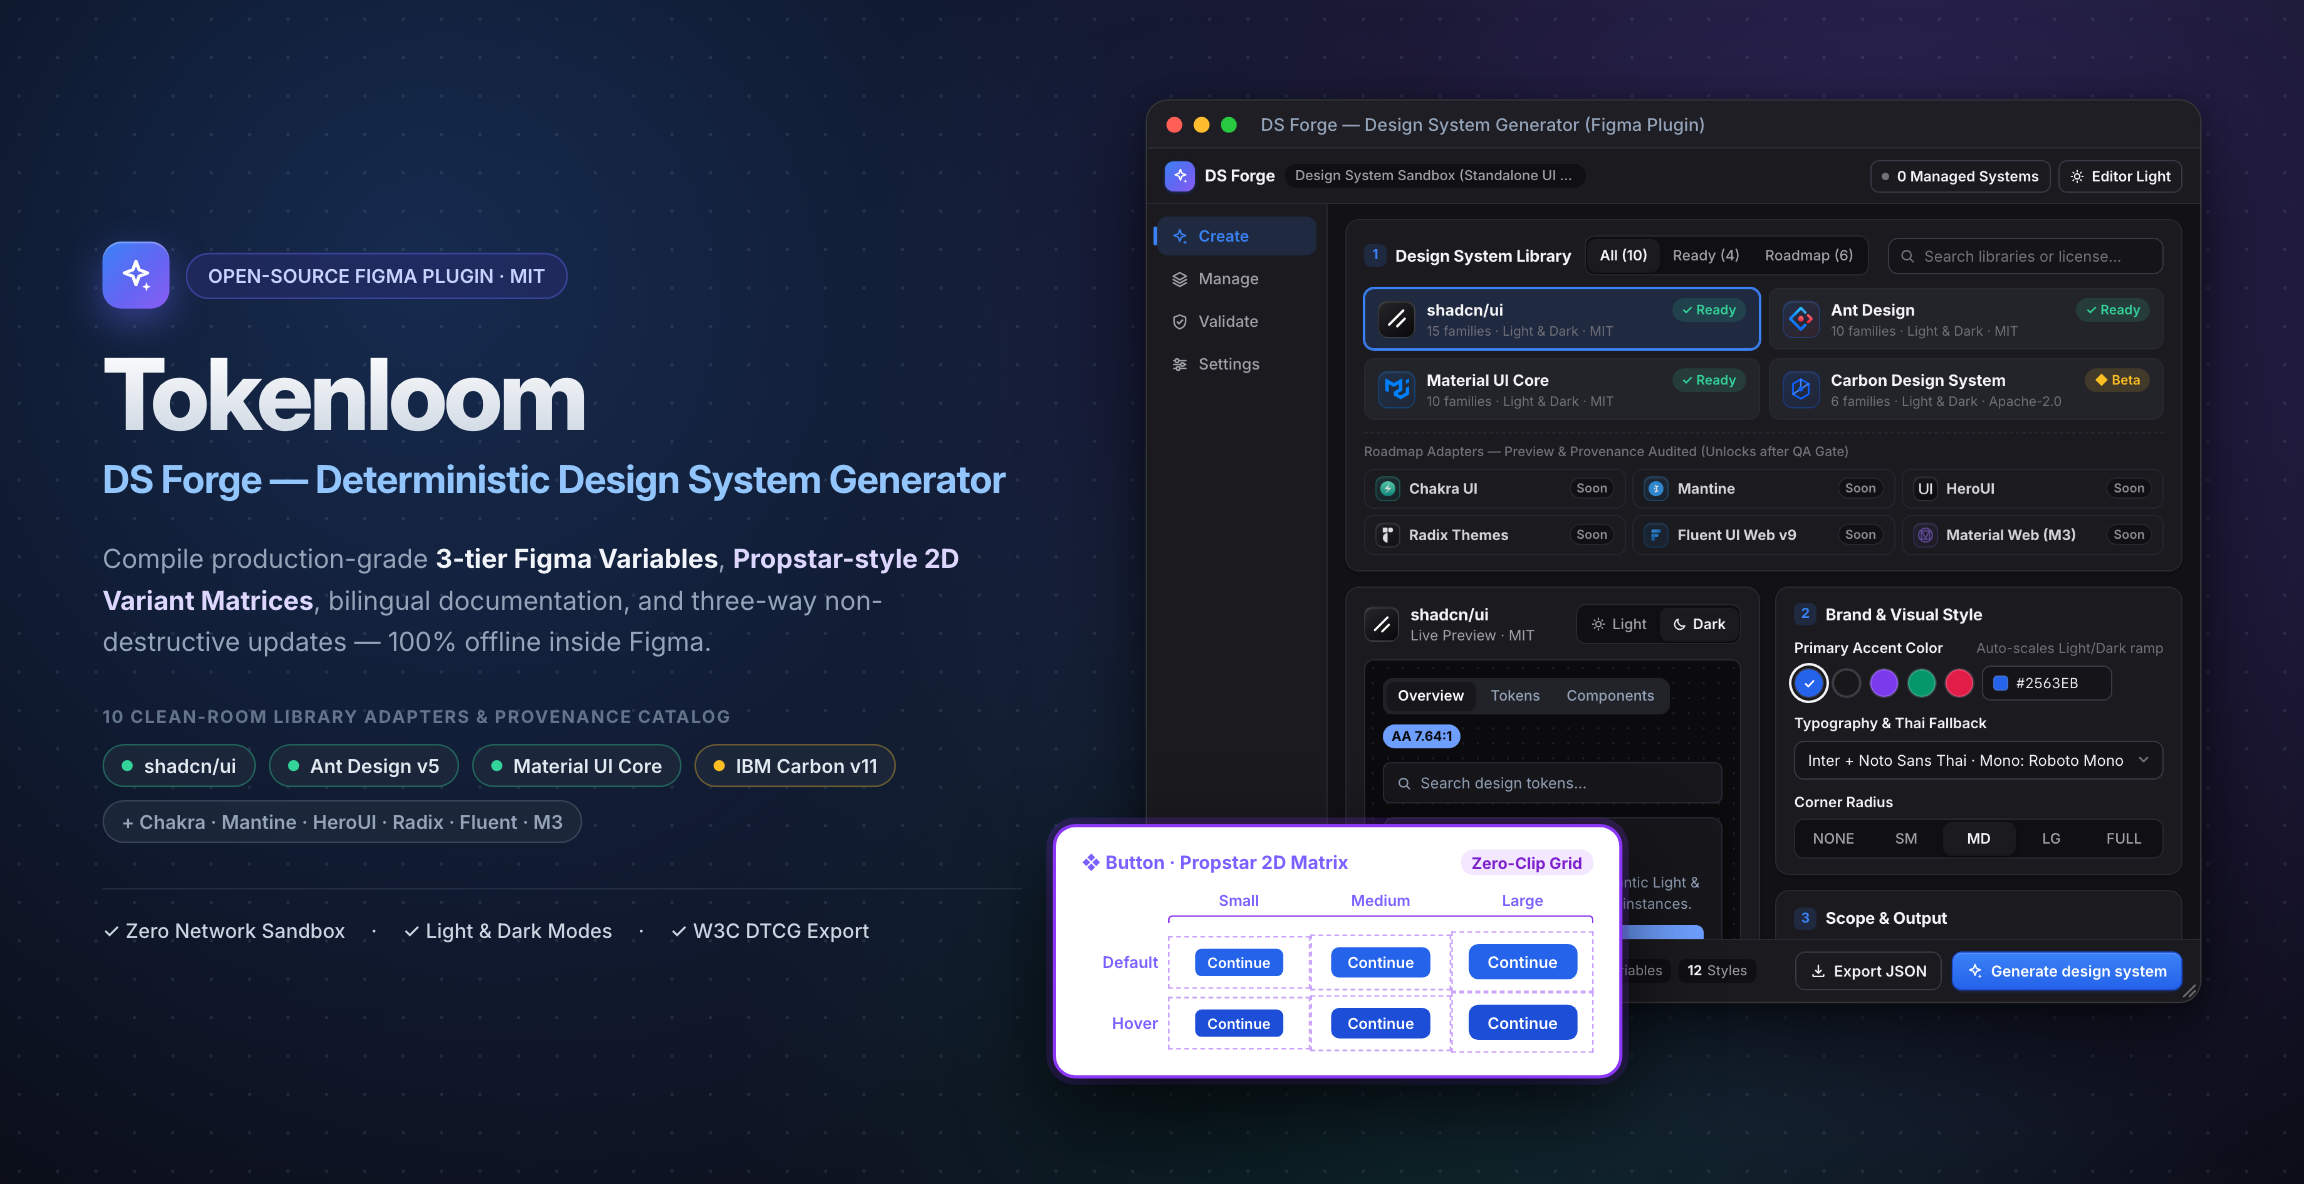 OPEN-SOURCE FIGMA PLUGIN · MIT
Tokenloom
DS Forge — Deterministic Design System Generator
Compile production-grade 3-tier Figma Variables, Propstar-style 2D
Variant Matrices, bilingual documentation, and three-way non-
destructive updates — 100% offline inside Figma.
10 CLEAN-ROOM LIBRARY ADAPTERS & PROVENANCE CATALOG
shadcn/ui
Ant Design v5
Material UI Core
IBM Carbon v11
+ Chakra · Mantine · HeroUI · Radix · Fluent · M3
✓ Zero Network Sandbox · ✓ Light & Dark Modes · ✓ W3C DTCG Export
DS Forge — Design System Generator (Figma Plugin)
DS Forge
Design System Sandbox (Standalone UI ...
0 Managed Systems
Editor Light
Create
Manage
Validate
Settings
1 Design System Library
All (10)
Ready (4)
Roadmap (6)
Search libraries or license...
shadcn/ui
✓ Ready
15 families · Light & Dark · MIT
Ant Design
✓ Ready
10 families · Light & Dark · MIT
Material UI Core
✓ Ready
10 families · Light & Dark · MIT
Carbon Design System
Beta
6 families · Light & Dark · Apache-2.0
Roadmap Adapters — Preview & Provenance Audited (Unlocks after QA Gate)
Chakra UI
Soon
Mantine
Soon
UI HeroUI
Soon
Radix Themes
Soon
Fluent UI Web v9
Soon
Material Web (M3)
Soon
shadcn/ui
Live Preview · MIT
Light
Dark
Overview
Tokens
Components
AA 7.64:1
Search design tokens...
ntic Light &
instances.
2 Brand & Visual Style
Primary Accent Color
Auto-scales Light/Dark ramp
#2563EB
Typography & Thai Fallback
Inter + Noto Sans Thai · Mono: Roboto Mono
Corner Radius
NONE
SM
MD
LG
FULL
3 Scope & Output
iables
12 Styles
Export JSON
Generate design system
❖ Button · Propstar 2D Matrix
Zero-Clip Grid
Small
Medium
Large
Default
Continue
Continue
Continue
Hover
Continue
Continue
Continue